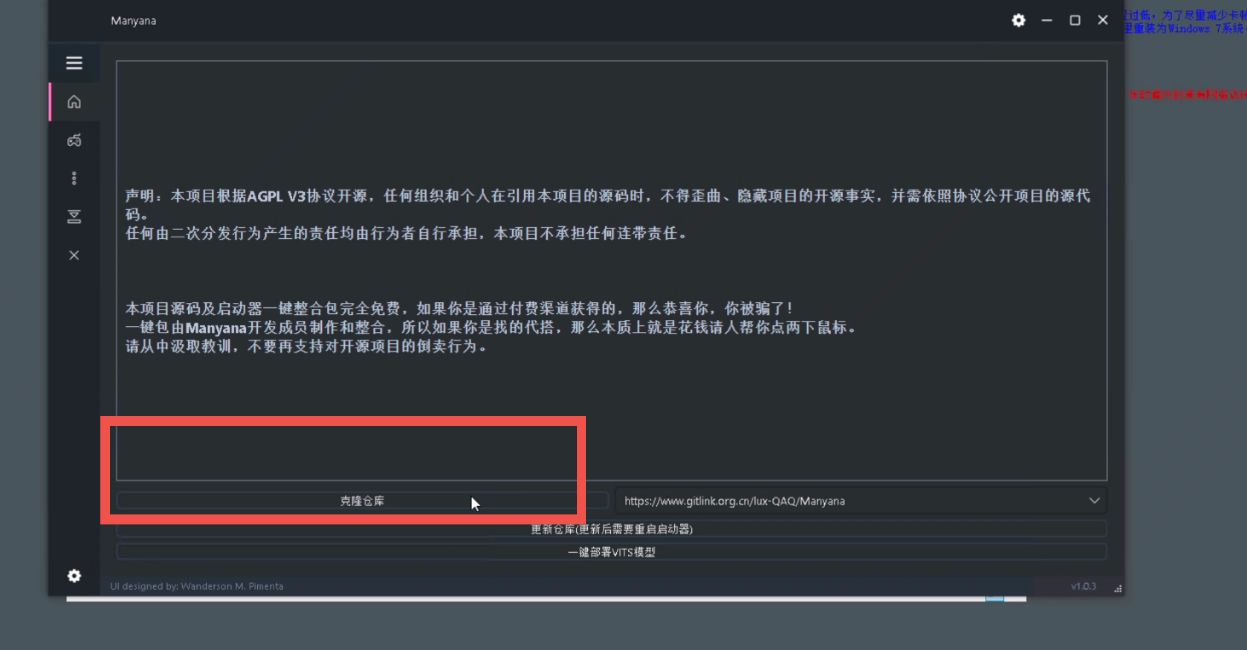 Manyana
过低，为了尽量减少卡顿
里重装为Windows 7系统
声明：本项目根据AGPL V3协议开源，任何组织和个人在引用本项目的源码时，不得歪曲、隐藏项目的开源事实，并需依照协议公开项目的源代
码。
任何由二次分发行为产生的责任均由行为者自行承担，本项目不承担任何连带责任。
本项目源码及启动器一键整合包完全免费，如果你是通过付费渠道获得的，那么恭喜你，你被骗了！
一键包由Manyana开发成员制作和整合，所以如果你是找的代搭，那么本质上就是花钱请人帮你点两下鼠标。
请从中汲取教训，不要再支持对开源项目的倒卖行为。
克隆仓库
https://www.gitlink.org.cn/lux-QAQ/Manyana
更新仓库(更新后需要重启启动器)
一键部署VITS模型
UI designed by: Wanderson M. Pimenta
v1.0.3